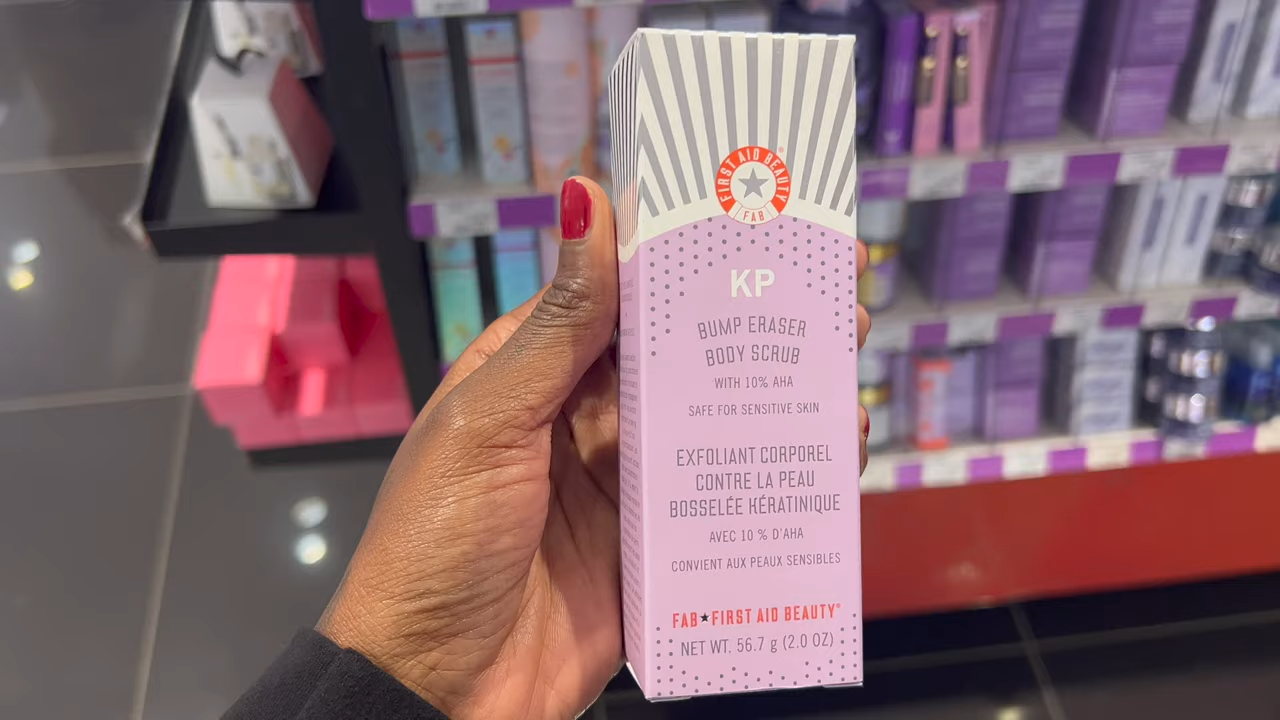 FIRST AID BEAUTY®
FAB
KP
BUMP ERASER
BODY SCRUB
WITH 10% AHA
SAFE FOR SENSITIVE SKIN
EXFOLIANT CORPOREL
CONTRE LA PEAU
BOSSELÉE KÉRATINIQUE
AVEC 10 % D'AHA
CONVIENT AUX PEAUX SENSIBLES
FAB★FIRST AID BEAUTY®
NET WT. 56.7 g (2.0 OZ)